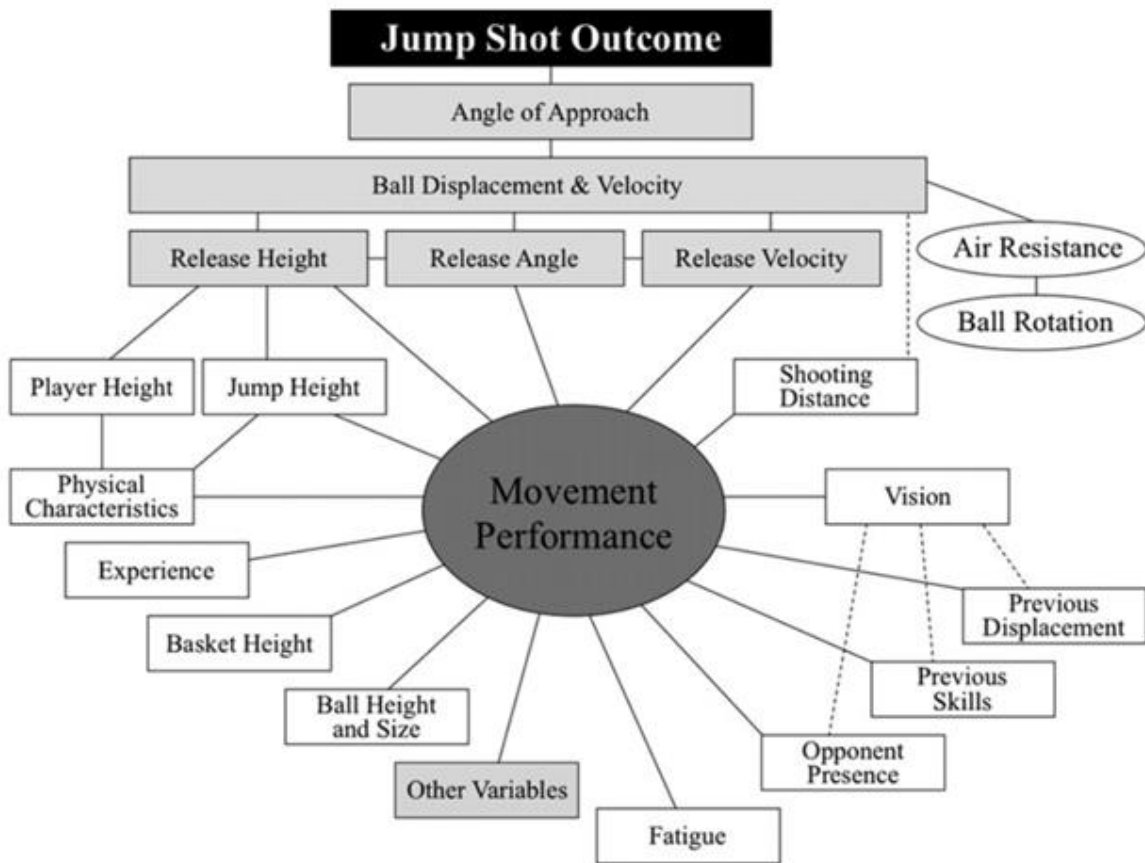 Jump Shot Outcome
Angle of Approach
Ball Displacement & Velocity
Release Height
Release Angle
Release Velocity
Air Resistance
Ball Rotation
Player Height
Jump Height
Shooting
Distance
Physical
Characteristics
Movement
Performance
Vision
Experience
Previous
Displacement
Basket Height
Previous
Skills
Ball Height
and Size
Opponent
Presence
Other Variables
Fatigue